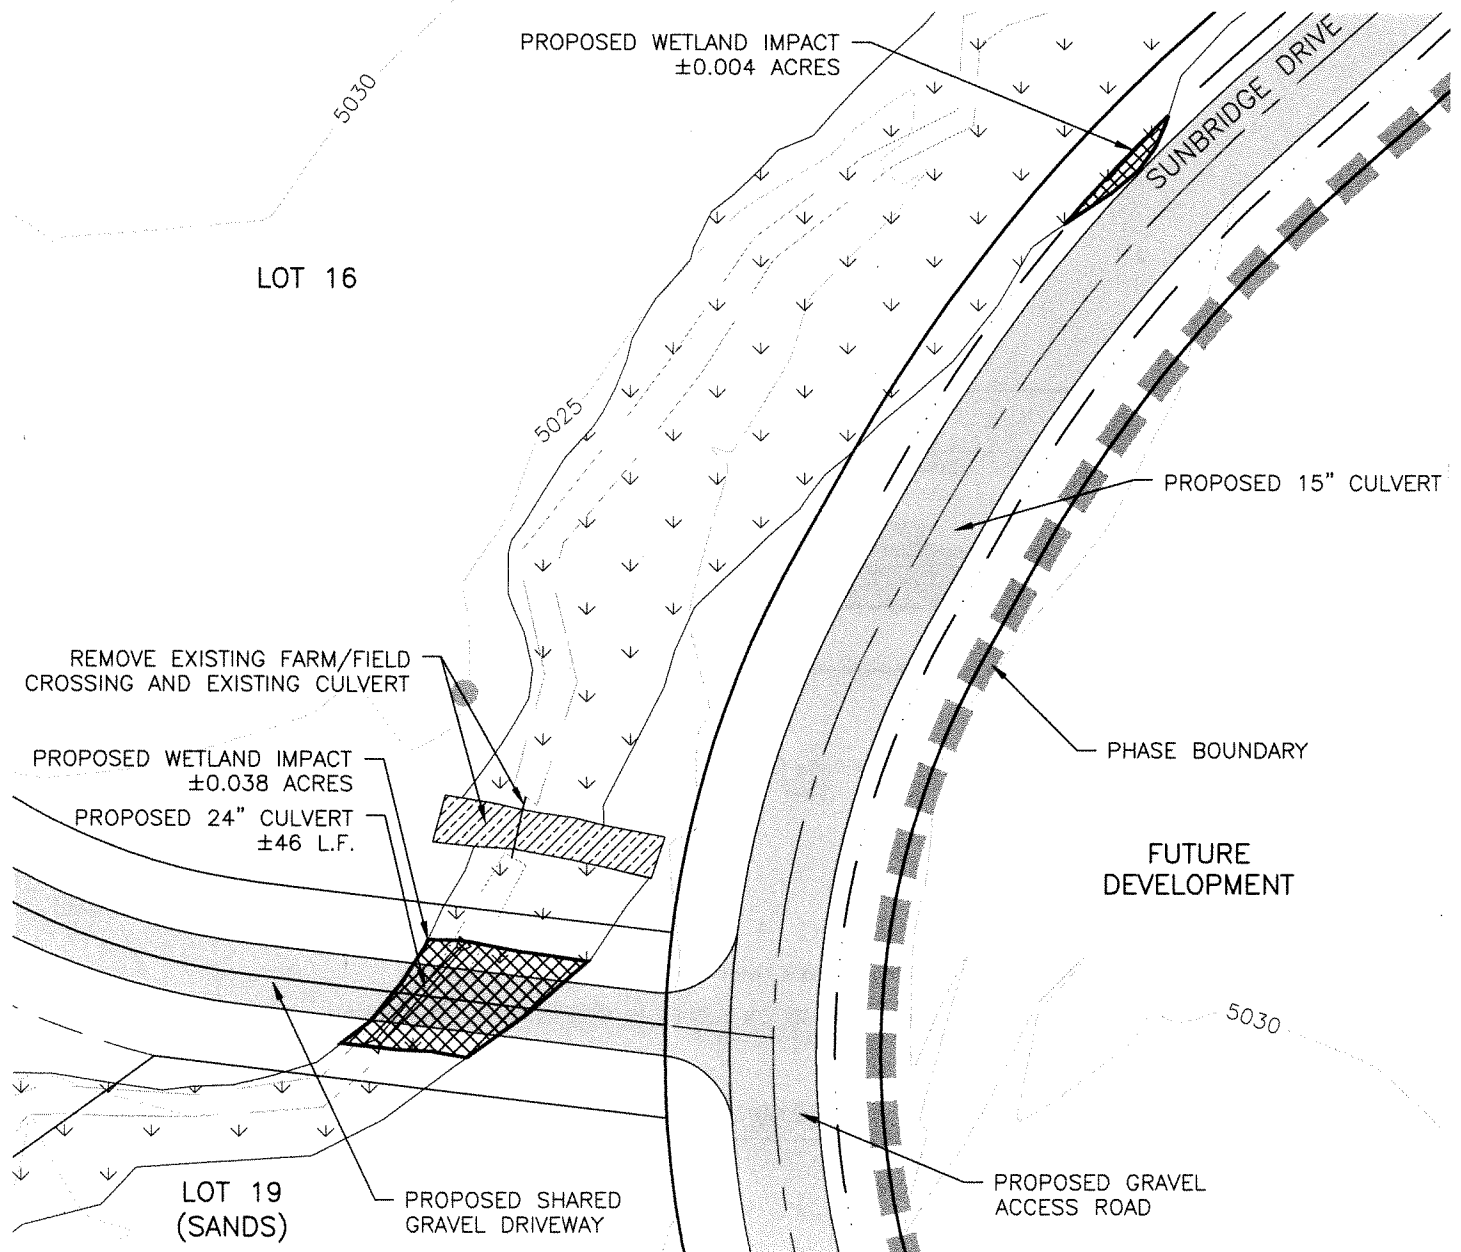 PROPOSED WETLAND IMPACT
±0.004 ACRES
SUNBRIDGE DRIVE
5030
LOT 16
5025
PROPOSED 15" CULVERT
REMOVE EXISTING FARM/FIELD
CROSSING AND EXISTING CULVERT
PROPOSED WETLAND IMPACT
±0.038 ACRES
PHASE BOUNDARY
PROPOSED 24" CULVERT
±46 L.F.
FUTURE
DEVELOPMENT
5030
LOT 19
(SANDS)
PROPOSED SHARED
GRAVEL DRIVEWAY
PROPOSED GRAVEL
ACCESS ROAD